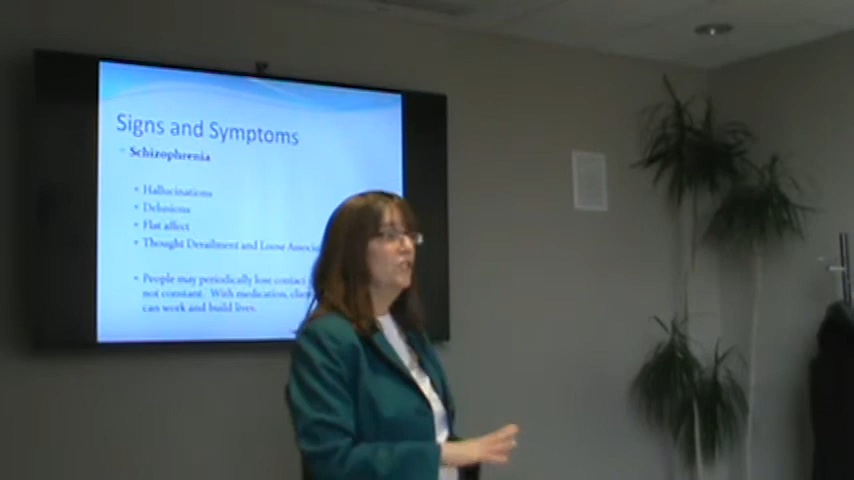 Signs and Symptoms
Schizophrenia
Hallucinations
Delusions
Flat affect
Thought Derailment and Loose
People may periodically lose contact
not constant. With medication,
can work and build lives.